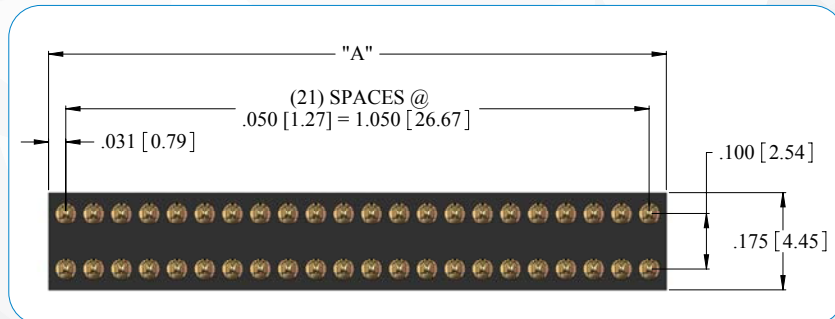 "A"
(21) SPACES @
.050 [1.27] = 1.050 [26.67]
.031 [0.79]
.100 [2.54]
.175 [4.45]